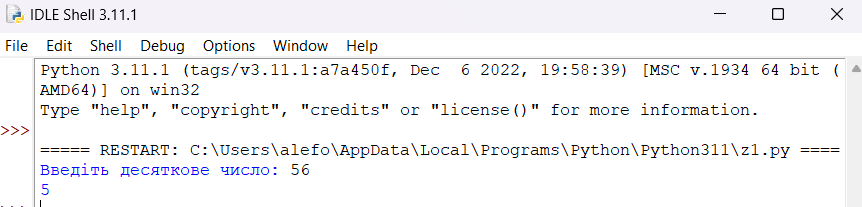 IDLE Shell 3.11.1
File Edit Shell Debug Options Window Help
Python 3.11.1 (tags/v3.11.1:a7a450f, Dec  6 2022, 19:58:39) [MSC v.1934 64 bit (
AMD64)] on win32
Type "help", "copyright", "credits" or "license()" for more information.
>>>
===== RESTART: C:\Users\alefo\AppData\Local\Programs\Python\Python311\z1.py ====
Введіть десяткове число: 56
5